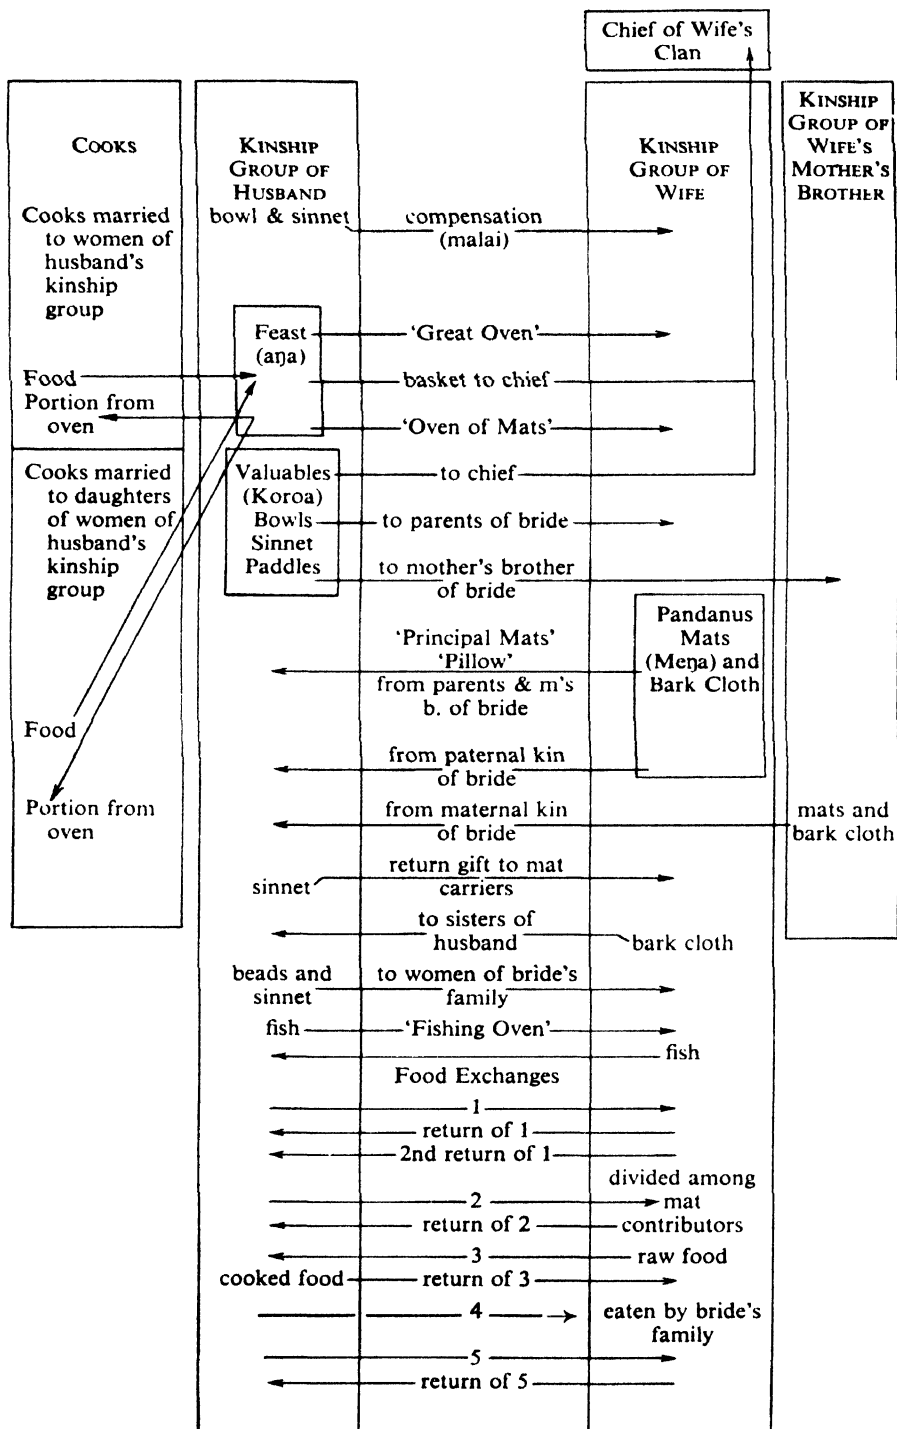 Chief of Wife's
Clan
COOKS
KINSHIP
GROUP OF
HUSBAND
KINSHIP
GROUP OF
WIFE
KINSHIP
GROUP OF
WIFE'S
MOTHER'S
BROTHER
Cooks married
to women of
husband's
kinship
group
bowl & sinnet
compensation
(malai)
Feast
(aŋa)
'Great Oven'
Food
basket to chief
Portion from
oven
'Oven of Mats'
Cooks married
to daughters
of women of
husband's
kinship
group
Valuables
(Koroa)
Bowls
Sinnet
Paddles
to chief
to parents of bride
to mother's brother
of bride
Pandanus
Mats
(Meŋa) and
Bark Cloth
'Principal Mats'
'Pillow'
from parents & m's
b. of bride
Food
from paternal kin
of bride
Portion from
oven
from maternal kin
of bride
mats and
bark cloth
sinnet
return gift to mat
carriers
to sisters of
husband
bark cloth
beads and
sinnet
to women of bride's
family
fish
'Fishing Oven'
fish
Food Exchanges
1
return of 1
2nd return of 1
2
divided among
mat
contributors
return of 2
3
raw food
cooked food
return of 3
4
eaten by bride's
family
5
return of 5